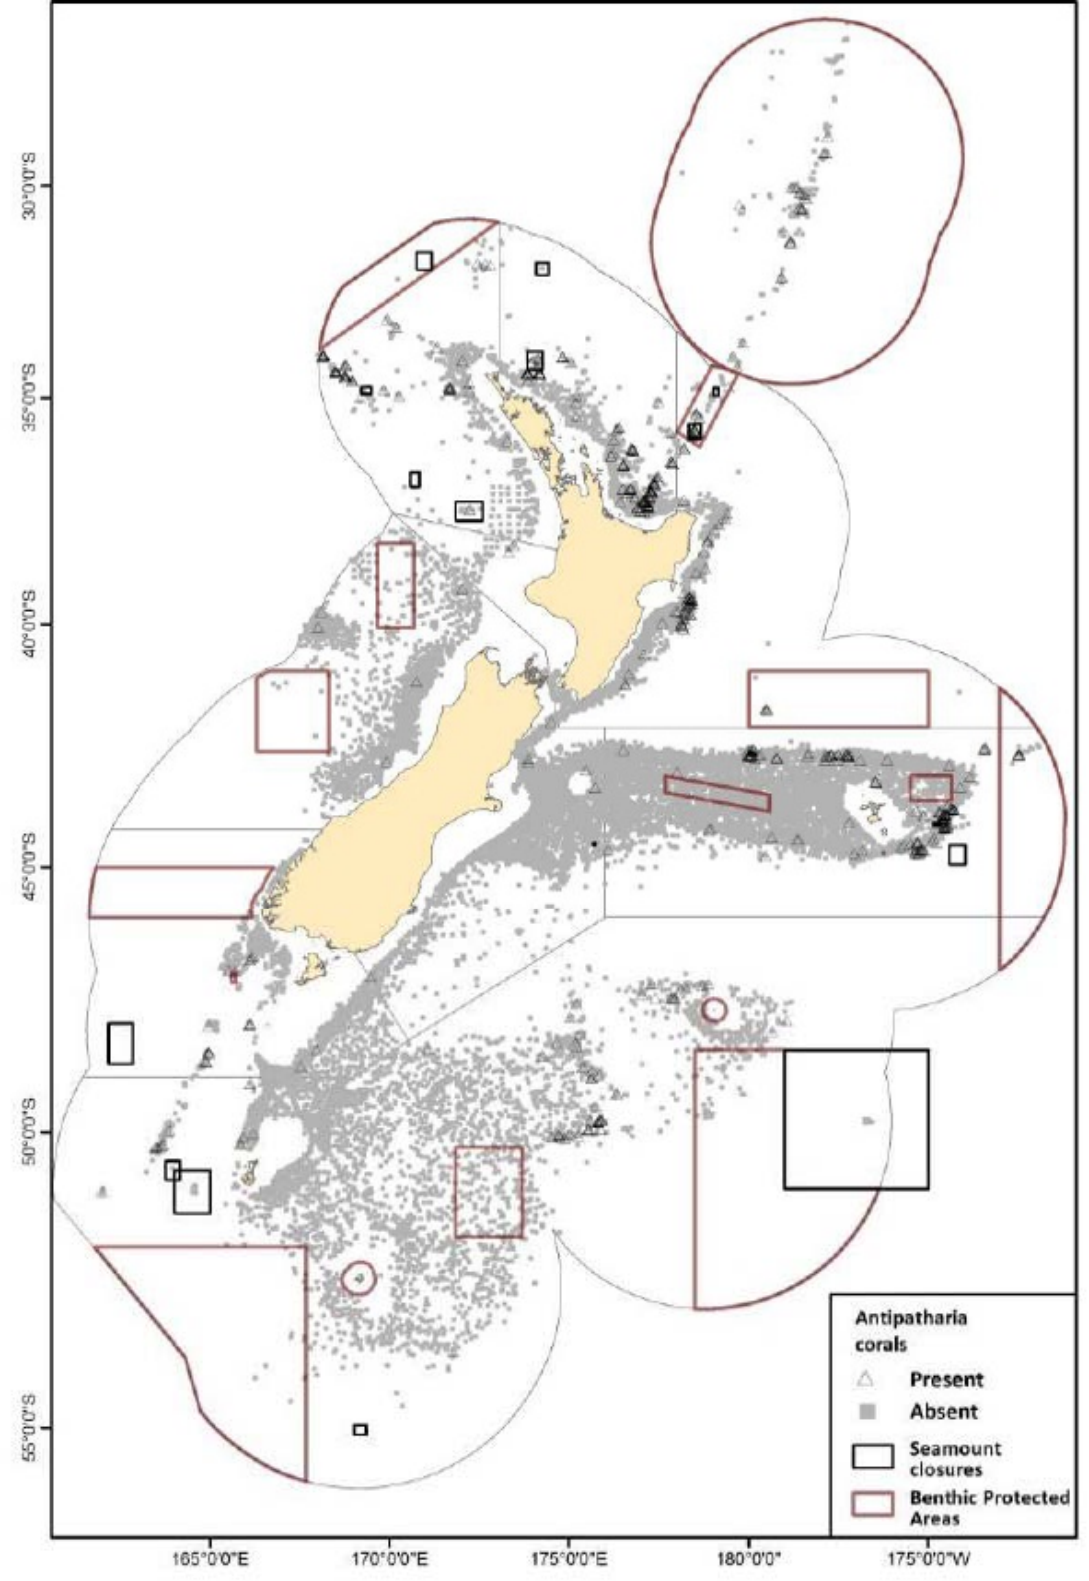 30°0'0"S
35°0'0"S
40°0'0"S
45°0'0"S
50°0'0"S
55°0'0"S
Antipatharia
corals
Present
Absent
Seamount
closures
Benthic Protected
Areas
165°0'0"E
170°0'0"E
175°0'0"E
180°0'0"
175°0'0"W